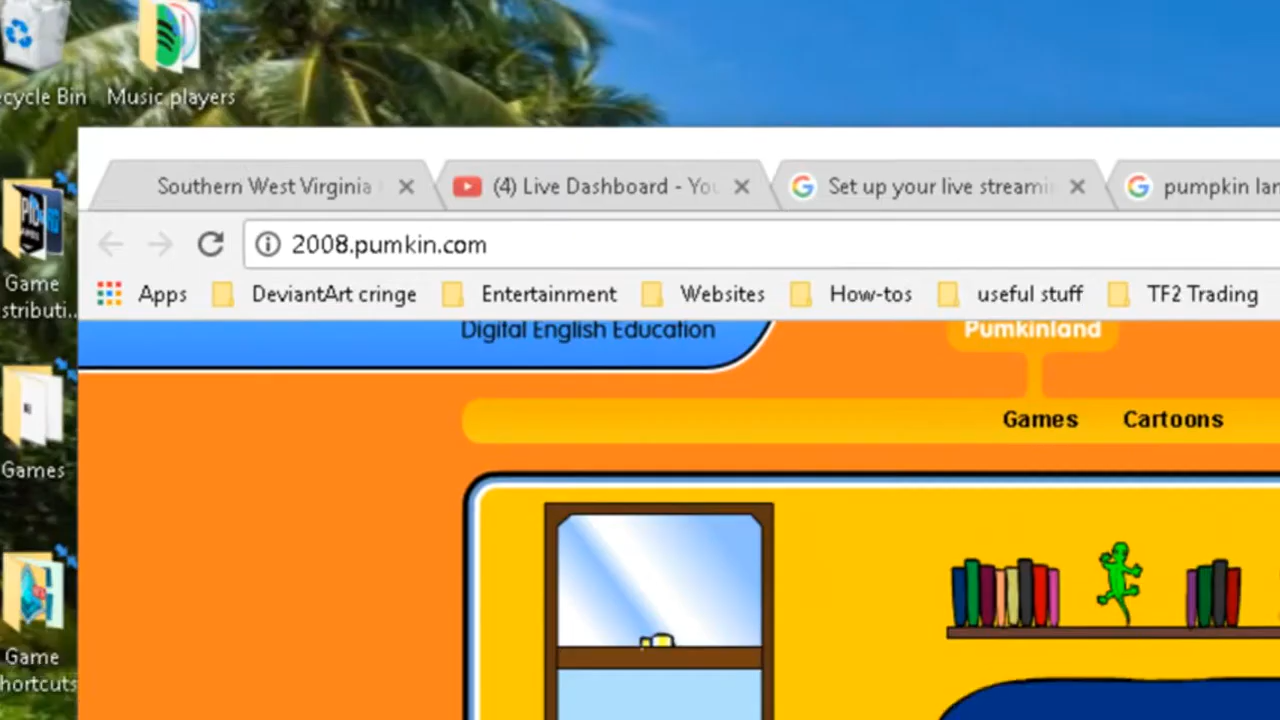 ecycle Bin
Music players
Southern West Virginia
(4) Live Dashboard - You
Set up your live streami
pumpkin lan
2008.pumkin.com
Apps
DeviantArt cringe
Entertainment
Websites
How-tos
useful stuff
TF2 Trading
Game
stributi...
Digital English Education
Pumkinland
Games
Cartoons
Games
Game
hortcuts